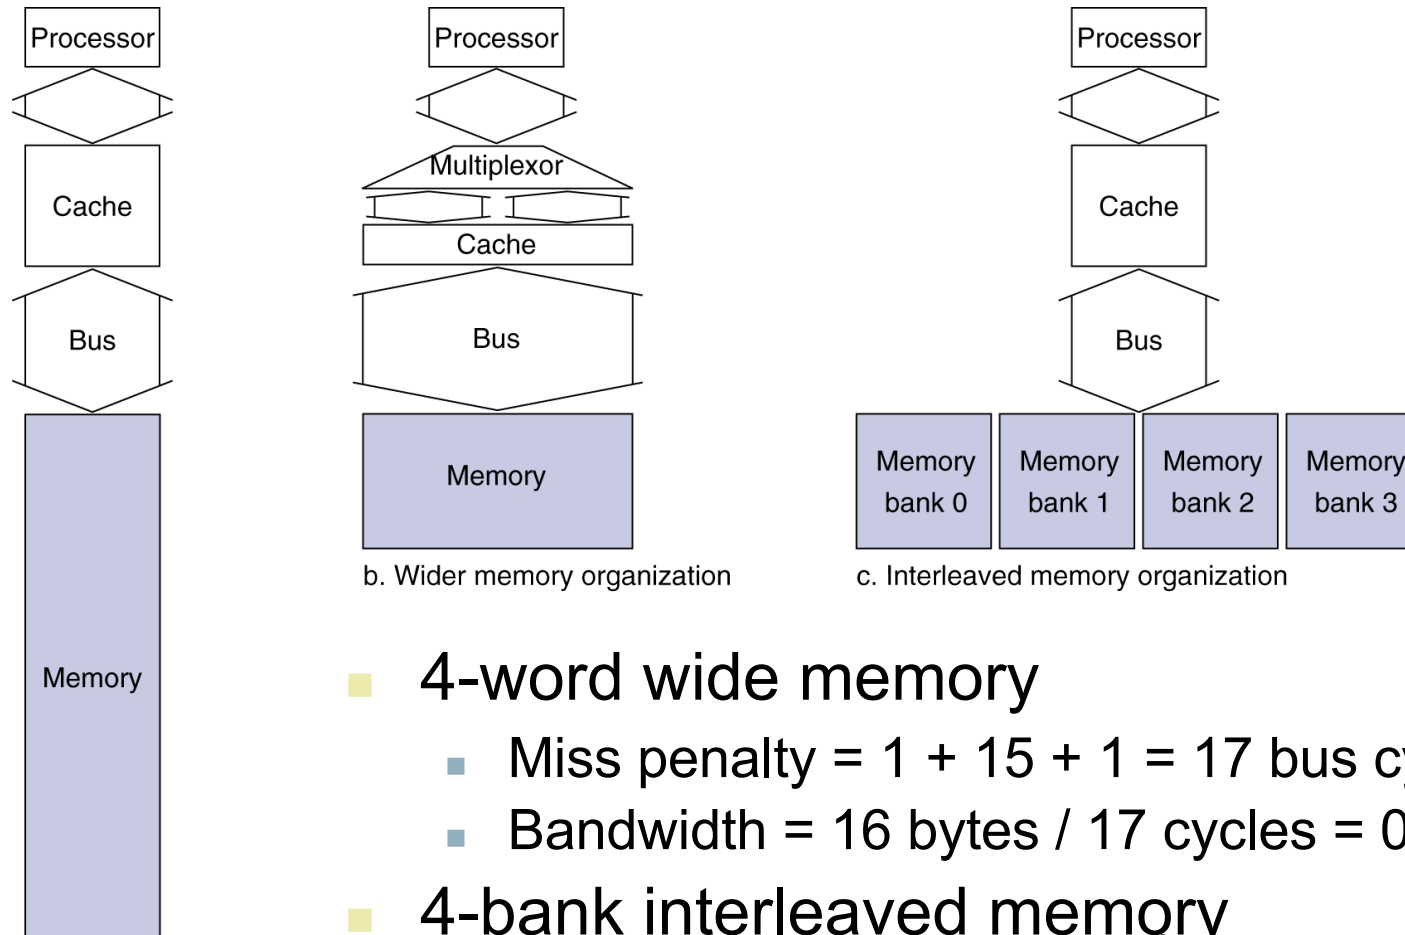 Processor
Cache
Bus
Memory
Processor
Multiplexor
Cache
Bus
Memory
b. Wider memory organization
Processor
Cache
Bus
Memory
bank 0
Memory
bank 1
Memory
bank 2
Memory
bank 3
c. Interleaved memory organization
4-word wide memory
Miss penalty = 1 + 15 + 1 = 17 bus
Bandwidth = 16 bytes / 17 cycles = 0
4-bank interleaved memory